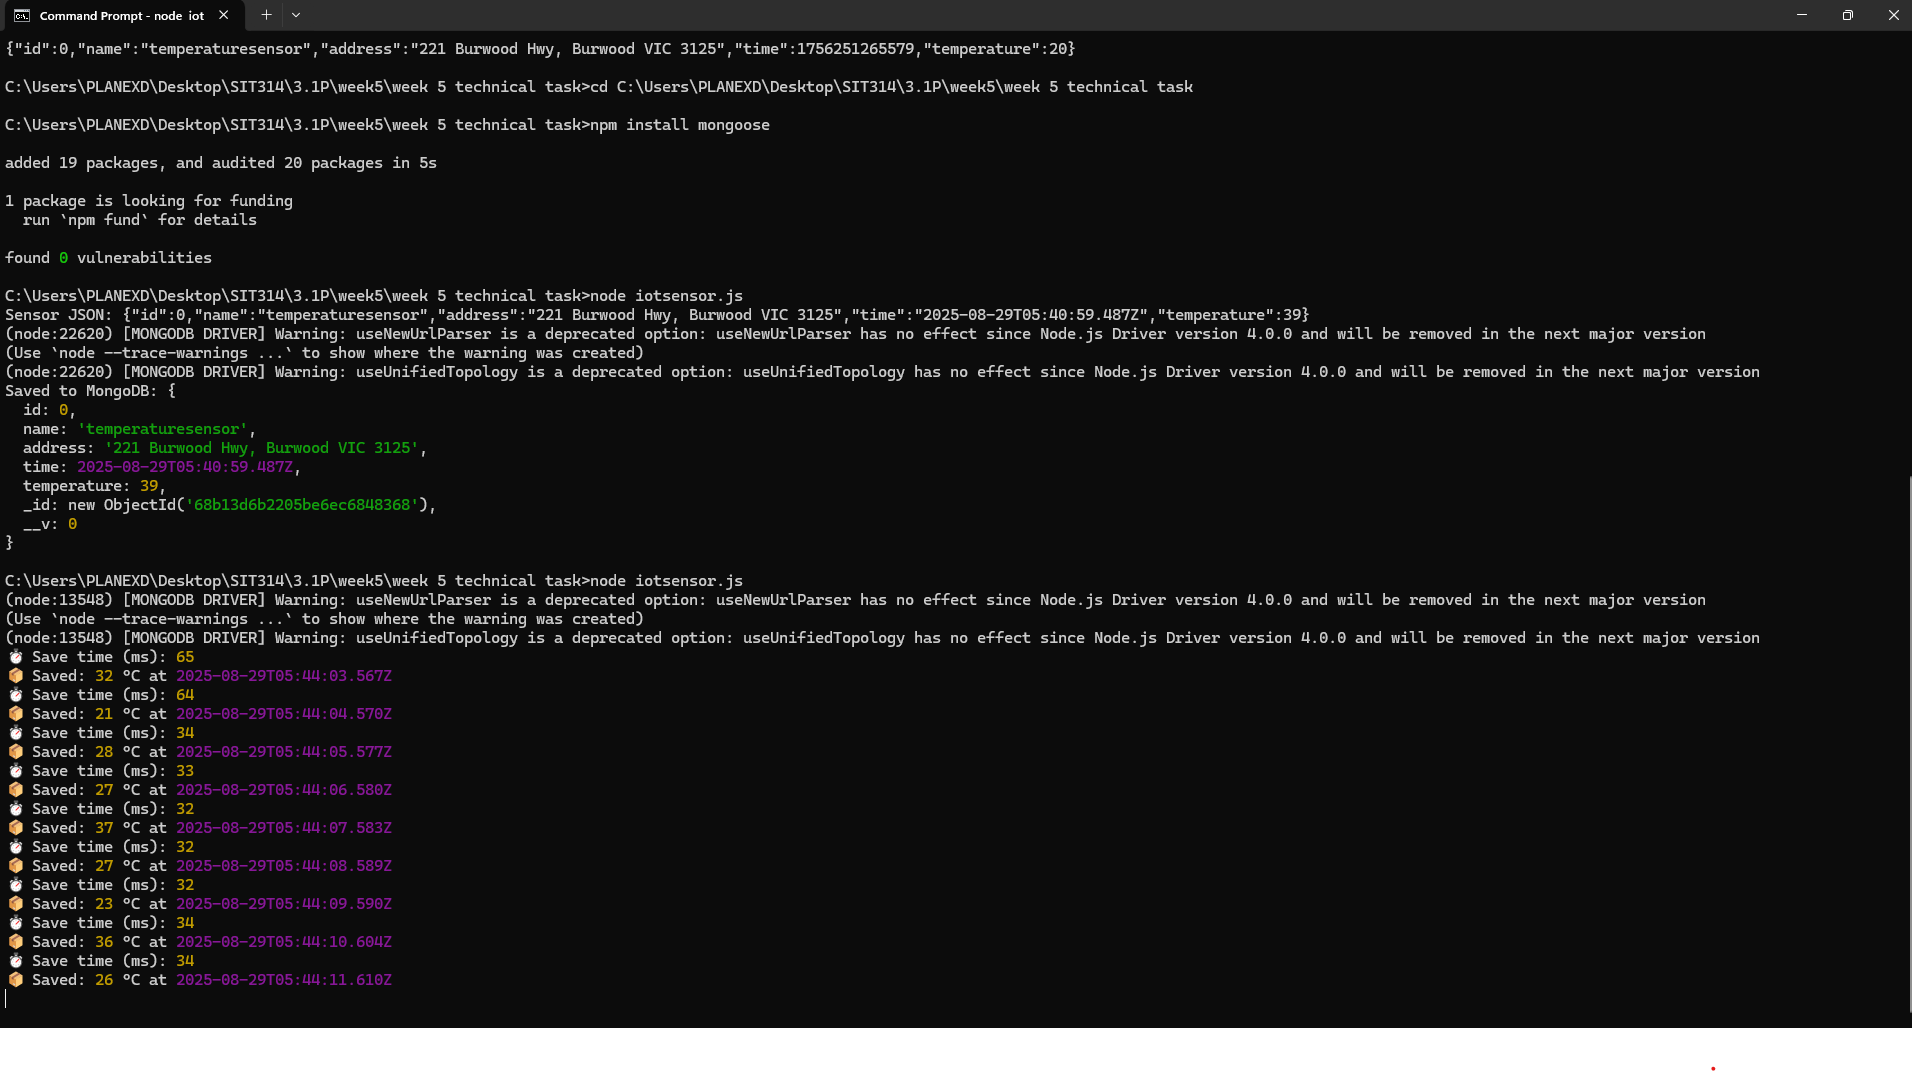 Command Prompt - node iot
{"id":0,"name":"temperaturesensor","address":"221 Burwood Hwy, Burwood VIC 3125","time":1756251265579,"temperature":20}
C:\Users\PLANEXD\Desktop\SIT314\3.1P\week5\week 5 technical task>cd C:\Users\PLANEXD\Desktop\SIT314\3.1P\week5\week 5 technical task
C:\Users\PLANEXD\Desktop\SIT314\3.1P\week5\week 5 technical task>npm install mongoose
added 19 packages, and audited 20 packages in 5s
1 package is looking for funding
  run `npm fund` for details
found 0 vulnerabilities
C:\Users\PLANEXD\Desktop\SIT314\3.1P\week5\week 5 technical task>node iotsensor.js
Sensor JSON: {"id":0,"name":"temperaturesensor","address":"221 Burwood Hwy, Burwood VIC 3125","time":"2025-08-29T05:40:59.487Z","temperature":39}
(node:22620) [MONGODB DRIVER] Warning: useNewUrlParser is a deprecated option: useNewUrlParser has no effect since Node.js Driver version 4.0.0 and will be removed in the next major version
(Use `node --trace-warnings ...` to show where the warning was created)
(node:22620) [MONGODB DRIVER] Warning: useUnifiedTopology is a deprecated option: useUnifiedTopology has no effect since Node.js Driver version 4.0.0 and will be removed in the next major version
Saved to MongoDB: {
  id: 0,
  name: 'temperaturesensor',
  address: '221 Burwood Hwy, Burwood VIC 3125',
  time: 2025-08-29T05:40:59.487Z,
  temperature: 39,
  _id: new ObjectId('68b13d6b2205be6ec6848368'),
  __v: 0
}
C:\Users\PLANEXD\Desktop\SIT314\3.1P\week5\week 5 technical task>node iotsensor.js
(node:13548) [MONGODB DRIVER] Warning: useNewUrlParser is a deprecated option: useNewUrlParser has no effect since Node.js Driver version 4.0.0 and will be removed in the next major version
(Use `node --trace-warnings ...` to show where the warning was created)
(node:13548) [MONGODB DRIVER] Warning: useUnifiedTopology is a deprecated option: useUnifiedTopology has no effect since Node.js Driver version 4.0.0 and will be removed in the next major version
⏱ Save time (ms): 65
📦 Saved: 32 °C at 2025-08-29T05:44:03.567Z
⏱ Save time (ms): 64
📦 Saved: 21 °C at 2025-08-29T05:44:04.570Z
⏱ Save time (ms): 34
📦 Saved: 28 °C at 2025-08-29T05:44:05.577Z
⏱ Save time (ms): 33
📦 Saved: 27 °C at 2025-08-29T05:44:06.580Z
⏱ Save time (ms): 32
📦 Saved: 37 °C at 2025-08-29T05:44:07.583Z
⏱ Save time (ms): 32
📦 Saved: 27 °C at 2025-08-29T05:44:08.589Z
⏱ Save time (ms): 32
📦 Saved: 23 °C at 2025-08-29T05:44:09.590Z
⏱ Save time (ms): 34
📦 Saved: 36 °C at 2025-08-29T05:44:10.604Z
⏱ Save time (ms): 34
📦 Saved: 26 °C at 2025-08-29T05:44:11.610Z